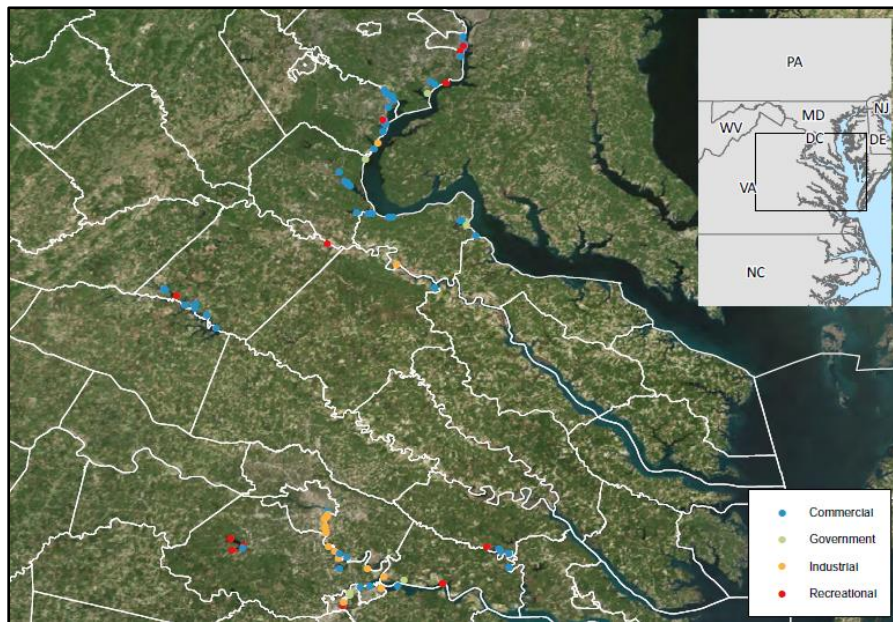 PA
NJ
MD
WV
DC
DE
VA
NC
Commercial
Government
Industrial
Recreational